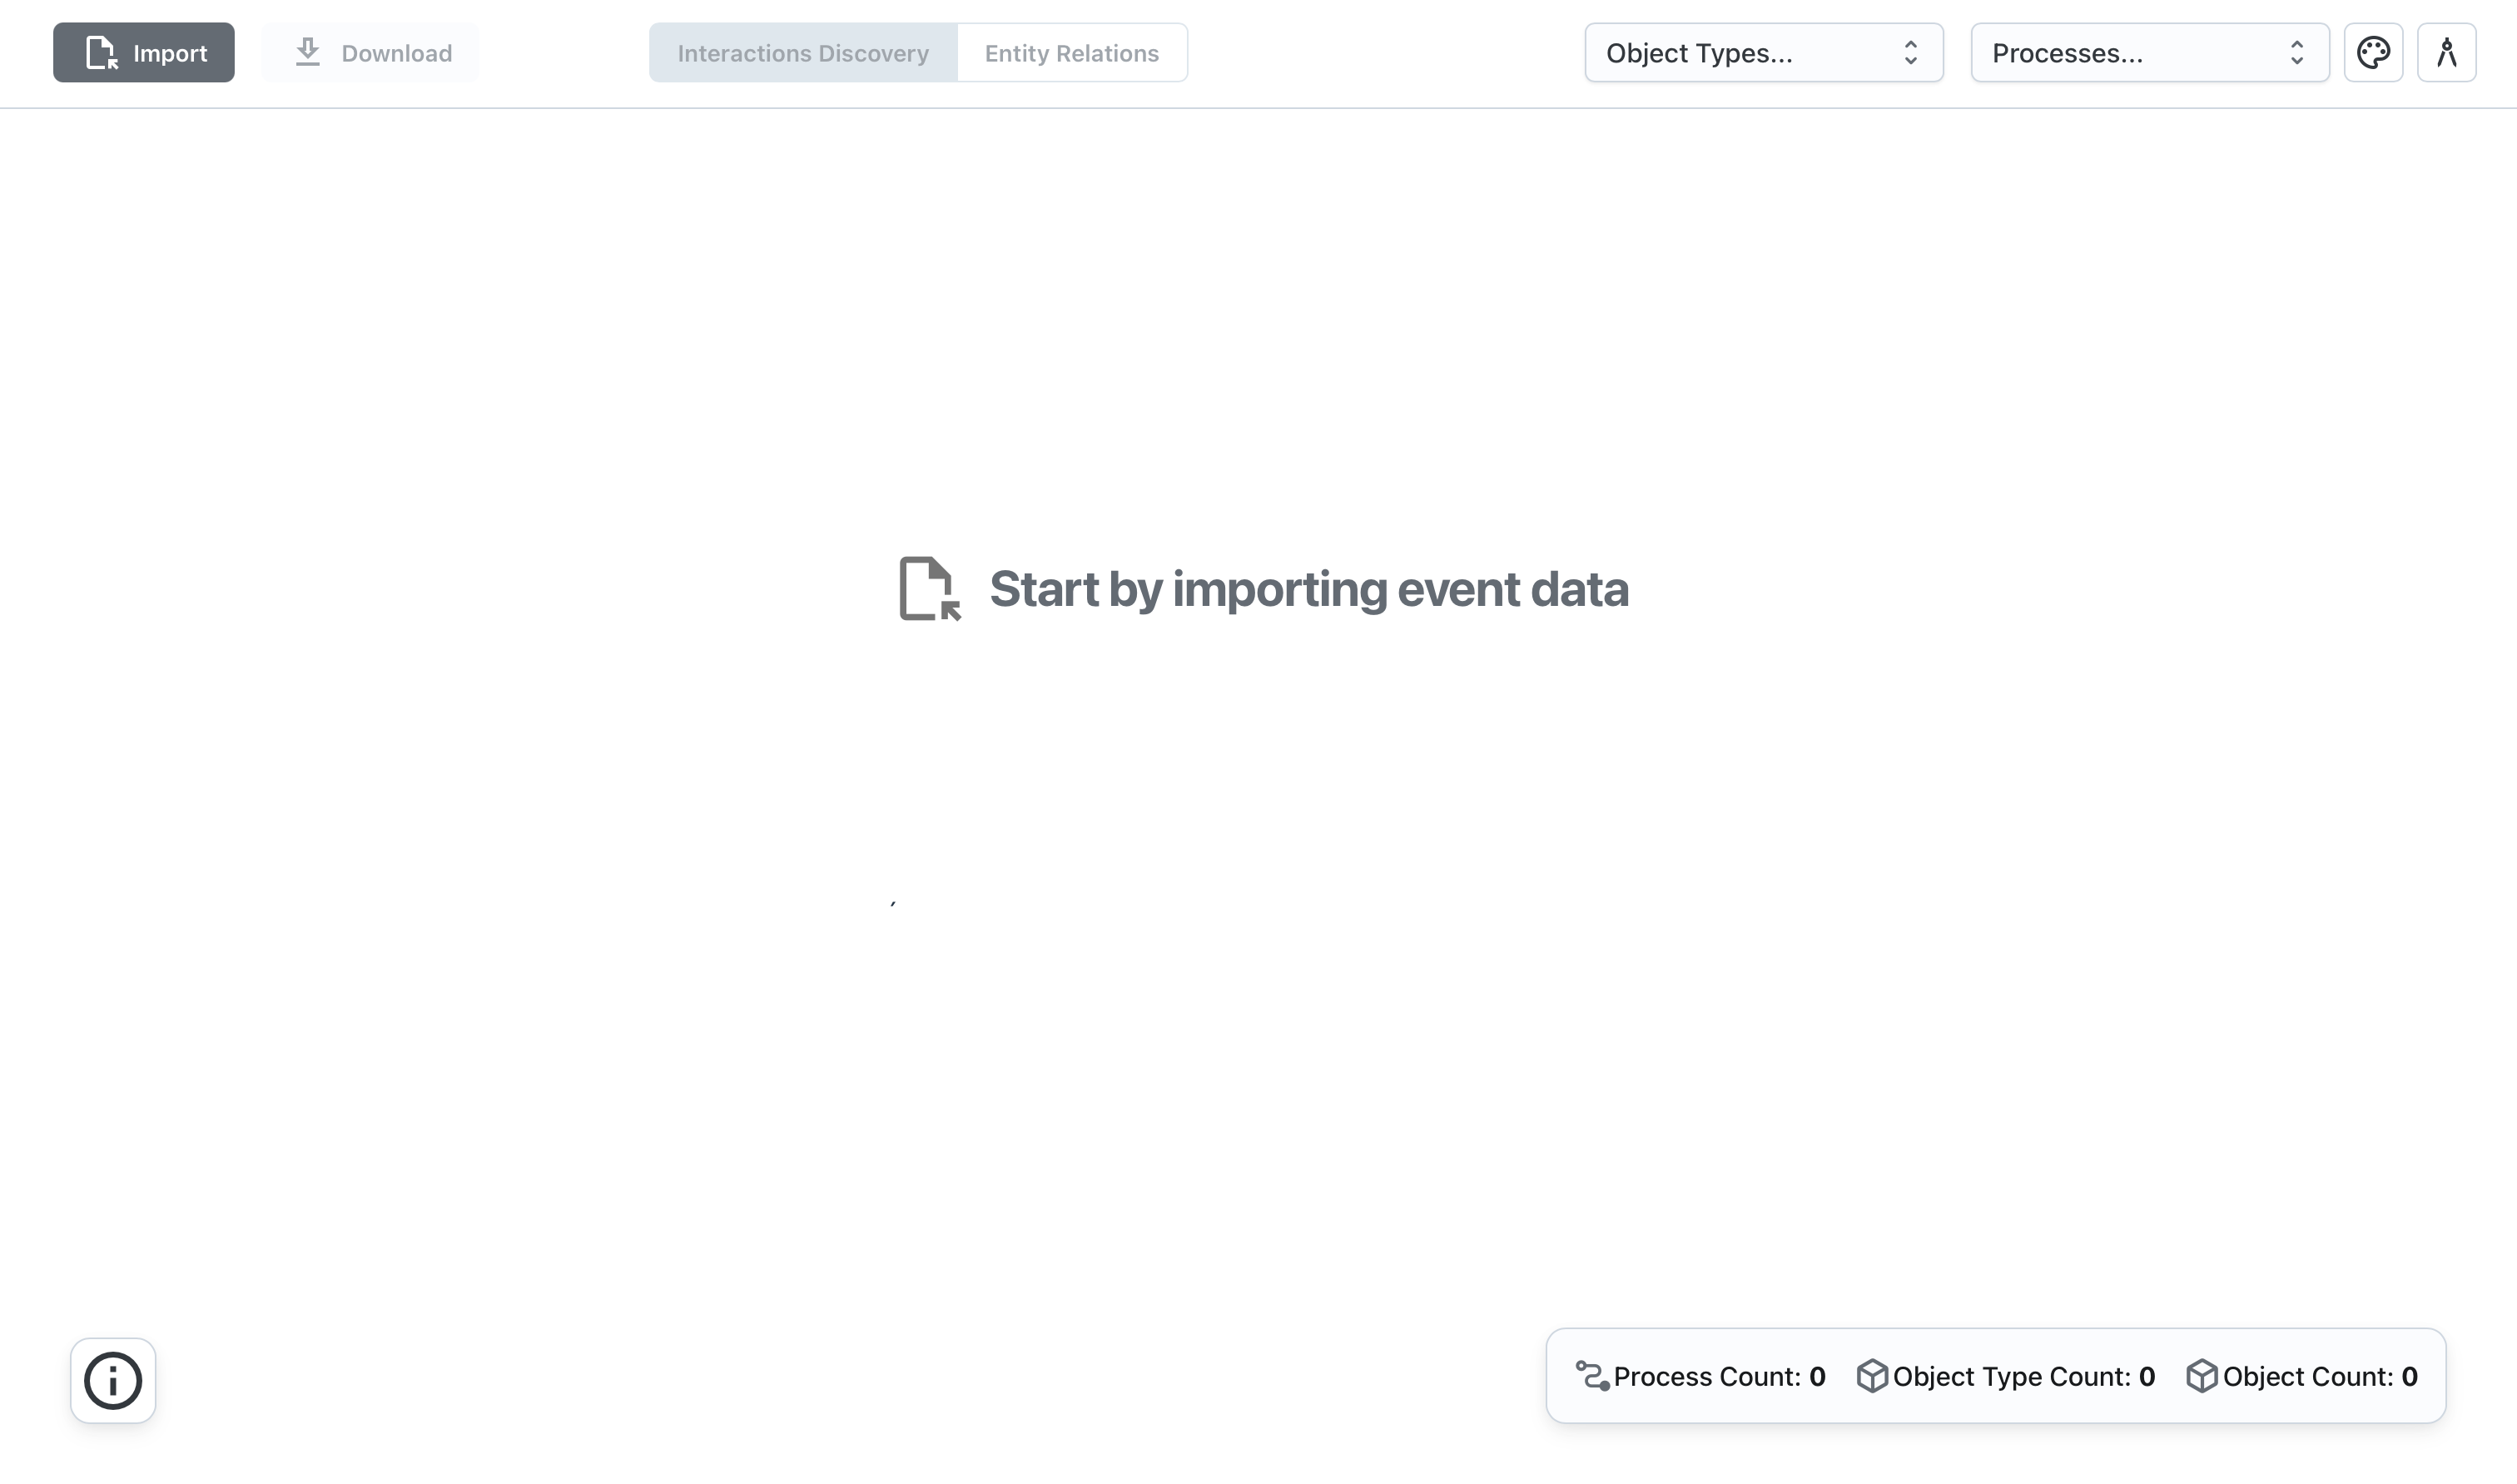 Import
Download
Interactions Discovery
Entity Relations
Object Types...
Processes...
Start by importing event data
´
Process Count: 0
Object Type Count: 0
Object Count: 0